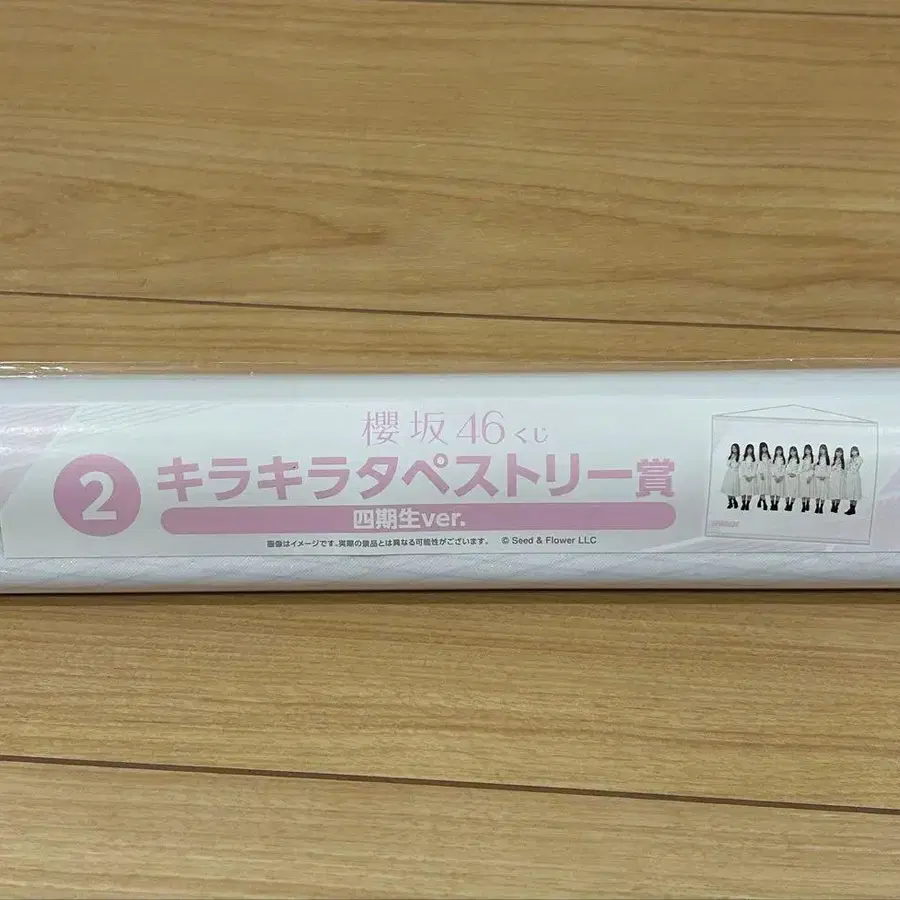 櫻坂46くじ
2
キラキラタペストリー賞
四期生ver.
画像はイメージです。実際の景品とは異なる可能性がございます。 © Seed & Flower LLC